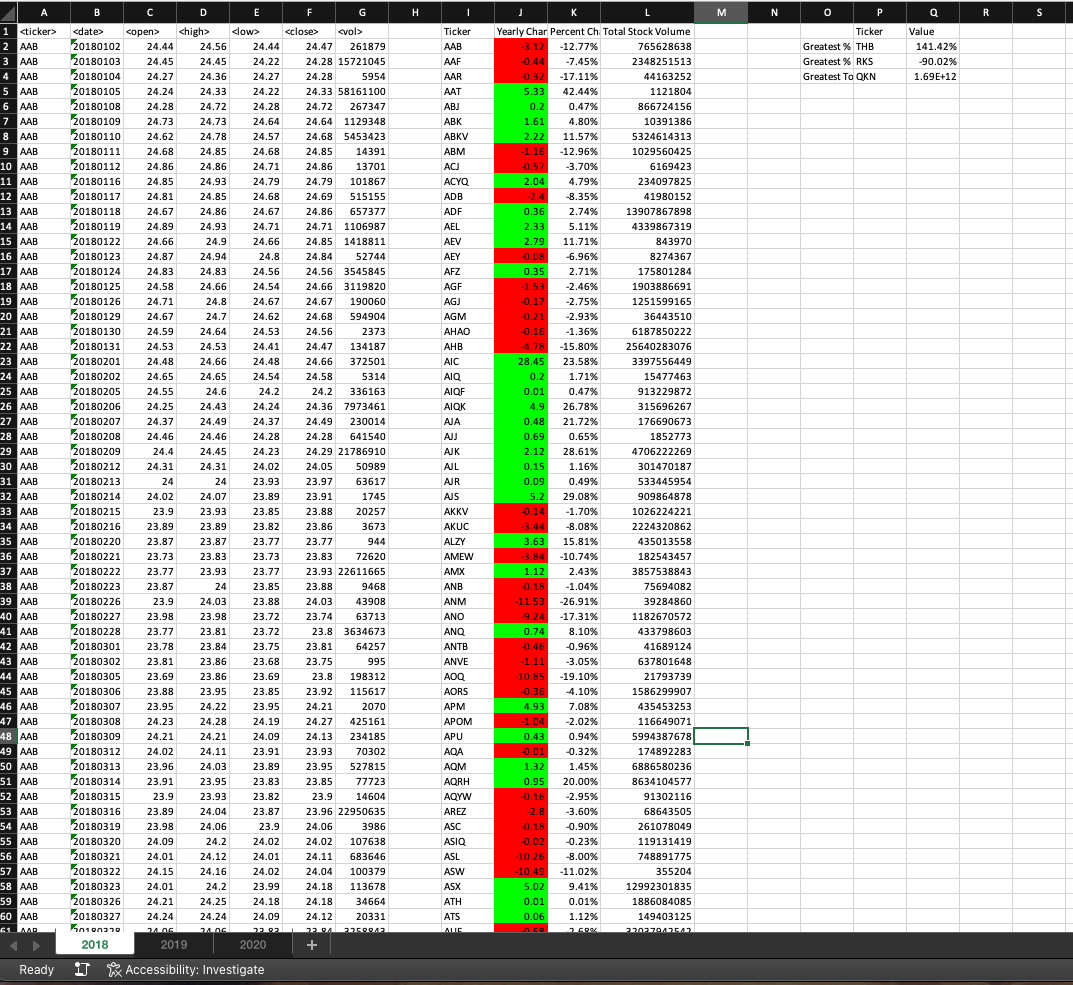 A B C D E F G H I J K L M N O P Q R S
1 <ticker> <date> <open> <high> <low> <close> <vol> Ticker Yearly Char Percent Ch Total Stock Volume Ticker Value
2 AAB 20180102 24.44 24.56 24.44 24.47 261879 AAB -3.12 -12.77% 765628638 Greatest % THB 141.42%
3 AAB 20180103 24.45 24.45 24.22 24.28 15721045 AAF -0.44 -7.45% 2348251513 Greatest % RKS -90.02%
4 AAB 20180104 24.27 24.36 24.27 24.28 5954 AAR -0.32 -17.11% 44163252 Greatest To QKN 1.69E+12
5 AAB 20180105 24.24 24.33 24.22 24.33 58161100 AAT 5.33 42.44% 1121804
6 AAB 20180108 24.28 24.72 24.28 24.72 267347 ABJ 0.2 0.47% 866724156
7 AAB 20180109 24.73 24.73 24.64 24.64 1129348 ABK 1.61 4.80% 10391386
8 AAB 20180110 24.62 24.78 24.57 24.68 5453423 ABKV 2.22 11.57% 5324614313
9 AAB 20180111 24.68 24.85 24.68 24.85 14391 ABM -1.16 -12.96% 1029560425
10 AAB 20180112 24.86 24.86 24.71 24.86 13701 ACJ -0.57 -3.70% 6169423
11 AAB 20180116 24.85 24.93 24.79 24.79 101867 ACYQ 2.04 4.79% 234097825
12 AAB 20180117 24.81 24.85 24.68 24.69 515155 ADB -2.4 -8.35% 41980152
13 AAB 20180118 24.67 24.86 24.67 24.86 657377 ADF 0.36 2.74% 13907867898
14 AAB 20180119 24.89 24.93 24.71 24.71 1106987 AEL 2.33 5.11% 4339867319
15 AAB 20180122 24.66 24.9 24.66 24.85 1418811 AEV 2.79 11.71% 843970
16 AAB 20180123 24.87 24.94 24.8 24.84 52744 AEY -0.08 -6.96% 8274367
17 AAB 20180124 24.83 24.83 24.56 24.56 3545845 AFZ 0.35 2.71% 175801284
18 AAB 20180125 24.58 24.66 24.54 24.66 3119820 AGF -1.53 -2.46% 1903886691
19 AAB 20180126 24.71 24.8 24.67 24.67 190060 AGJ -0.17 -2.75% 1251599165
20 AAB 20180129 24.67 24.7 24.62 24.68 594904 AGM -0.21 -2.93% 36443510
21 AAB 20180130 24.59 24.64 24.53 24.56 2373 AHAO -0.16 -1.36% 6187850222
22 AAB 20180131 24.53 24.53 24.41 24.47 134187 AHB -4.78 -15.80% 25640283076
23 AAB 20180201 24.48 24.66 24.48 24.66 372501 AIC 28.45 23.58% 3397556449
24 AAB 20180202 24.65 24.65 24.54 24.58 5314 AIQ 0.2 1.71% 15477463
25 AAB 20180205 24.55 24.6 24.2 24.2 336163 AIQF 0.01 0.47% 913229872
26 AAB 20180206 24.25 24.43 24.24 24.36 7973461 AIQK 4.9 26.78% 315696267
27 AAB 20180207 24.37 24.49 24.37 24.49 230014 AJA 0.48 21.72% 176690673
28 AAB 20180208 24.46 24.46 24.28 24.28 641540 AJJ 0.69 0.65% 1852773
29 AAB 20180209 24.4 24.45 24.23 24.29 21786910 AJK 2.12 28.61% 4706222269
30 AAB 20180212 24.31 24.31 24.02 24.05 50989 AJL 0.15 1.16% 301470187
31 AAB 20180213 24 24 23.93 23.97 63617 AJR 0.09 0.49% 533445954
32 AAB 20180214 24.02 24.07 23.89 23.91 1745 AJS 5.2 29.08% 909864878
33 AAB 20180215 23.9 23.93 23.85 23.88 20257 AKKV -0.14 -1.70% 1026224221
34 AAB 20180216 23.89 23.89 23.82 23.86 3673 AKUC -3.44 -8.08% 2224320862
35 AAB 20180220 23.87 23.87 23.77 23.77 944 ALZY 3.63 15.81% 435013558
36 AAB 20180221 23.73 23.83 23.73 23.83 72620 AMEW -3.84 -10.74% 182543457
37 AAB 20180222 23.77 23.93 23.77 23.93 22611665 AMX 1.12 2.43% 3857538843
38 AAB 20180223 23.87 24 23.85 23.88 9468 ANB -0.18 -1.04% 75694082
39 AAB 20180226 23.9 24.03 23.88 24.03 43908 ANM -11.53 -26.91% 39284860
40 AAB 20180227 23.98 23.98 23.72 23.74 63713 ANO -9.24 -17.31% 1182670572
41 AAB 20180228 23.77 23.81 23.72 23.8 3634673 ANQ 0.74 8.10% 433798603
42 AAB 20180301 23.78 23.84 23.75 23.81 64257 ANTB -0.46 -0.96% 41689124
43 AAB 20180302 23.81 23.86 23.68 23.75 995 ANVE -1.11 -3.05% 637801648
44 AAB 20180305 23.69 23.86 23.69 23.8 198312 AOQ -10.85 -19.10% 21793739
45 AAB 20180306 23.88 23.95 23.85 23.92 115617 AORS -0.36 -4.10% 1586299907
46 AAB 20180307 23.95 24.22 23.95 24.21 2070 APM 4.93 7.08% 435453253
47 AAB 20180308 24.23 24.28 24.19 24.27 425161 APOM -1.04 -2.02% 116649071
48 AAB 20180309 24.21 24.21 24.09 24.13 234185 APU 0.43 0.94% 5994387678
49 AAB 20180312 24.02 24.11 23.91 23.93 70302 AQA -0.01 -0.32% 174892283
50 AAB 20180313 23.96 24.03 23.89 23.95 527815 AQM 1.32 1.45% 6886580236
51 AAB 20180314 23.91 23.95 23.83 23.85 77723 AQRH 0.95 20.00% 8634104577
52 AAB 20180315 23.9 23.93 23.82 23.9 14604 AQYW -0.16 -2.95% 91302116
53 AAB 20180316 23.89 24.04 23.87 23.96 22950635 AREZ -2.8 -3.60% 68643505
54 AAB 20180319 23.98 24.06 23.9 24.06 3986 ASC -0.18 -0.90% 261078049
55 AAB 20180320 24.09 24.2 24.02 24.02 107638 ASIQ -0.02 -0.23% 119131419
56 AAB 20180321 24.01 24.12 24.01 24.11 683646 ASL -10.26 -8.00% 748891775
57 AAB 20180322 24.15 24.16 24.02 24.04 100379 ASW -10.49 -11.02% 355204
58 AAB 20180323 24.01 24.2 23.99 24.18 113678 ASX 5.02 9.41% 12992301835
59 AAB 20180326 24.21 24.25 24.18 24.18 34664 ATH 0.01 0.01% 1886084085
60 AAB 20180327 24.24 24.24 24.09 24.12 20331 ATS 0.06 1.12% 149403125
2018 2019 2020 +
Ready Accessibility: Investigate